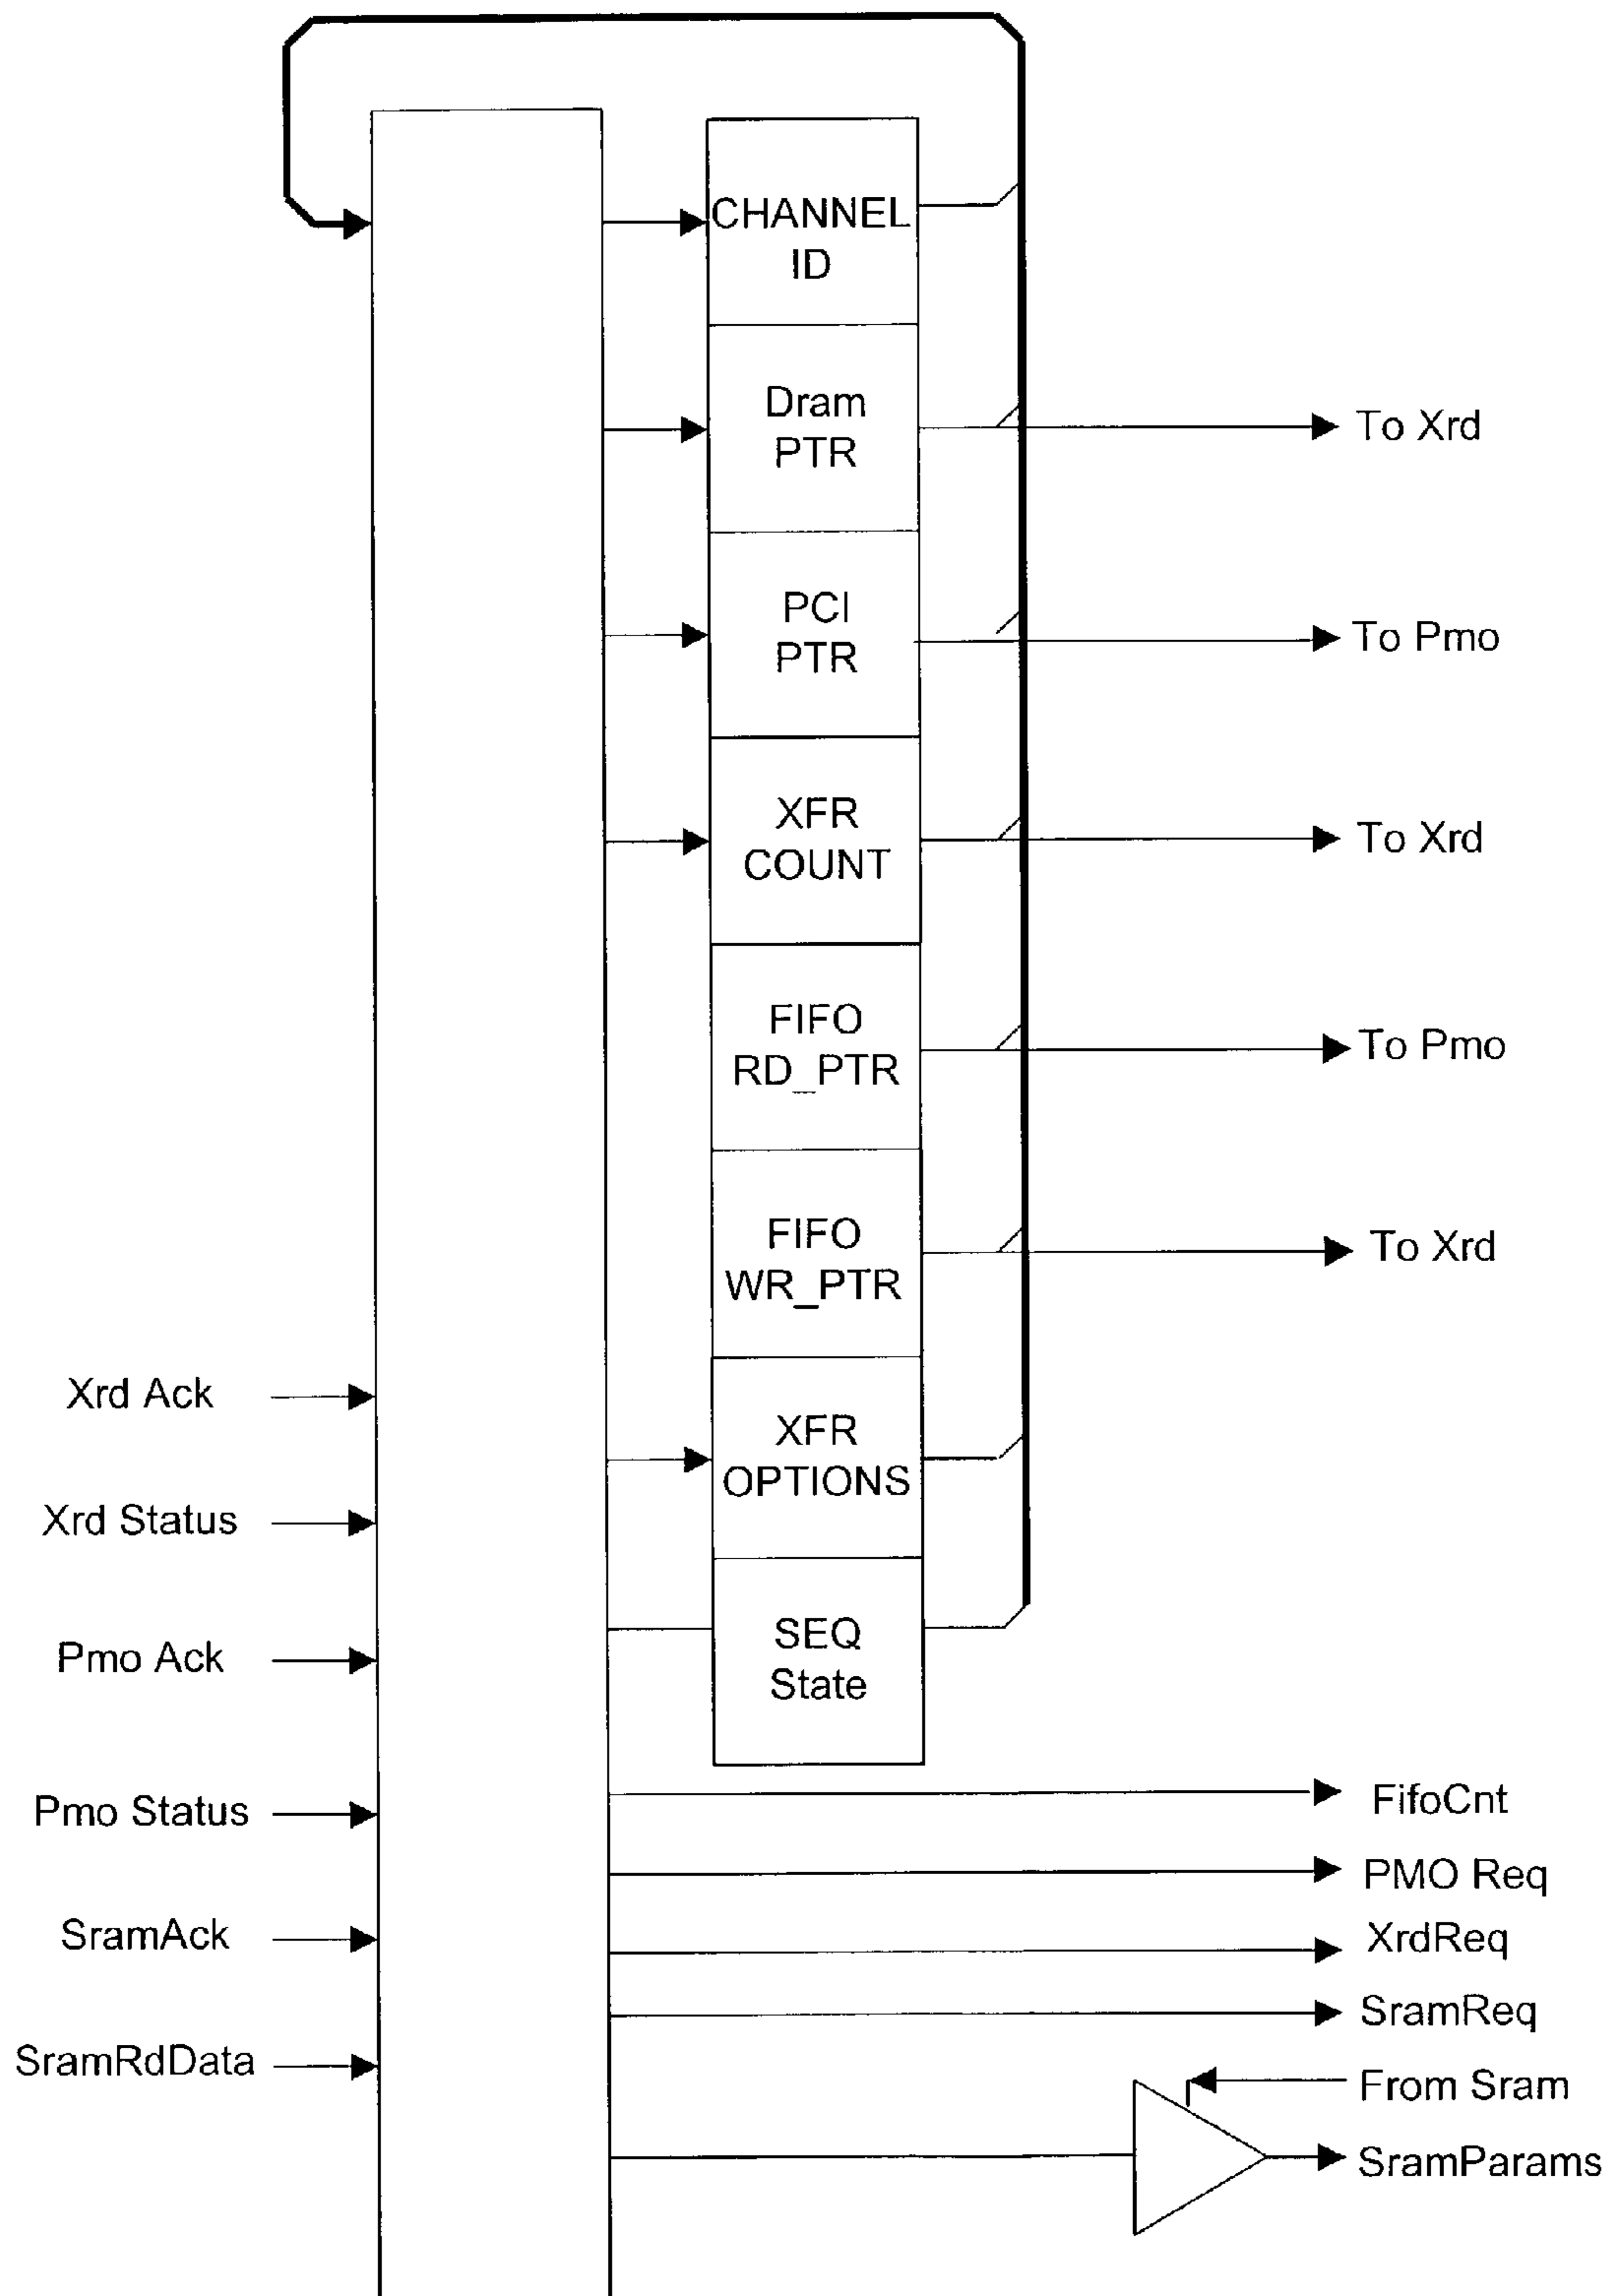 CHANNEL
ID
Dram
PTR
To Xrd
PCI
PTR
To Pmo
XFR
COUNT
To Xrd
FIFO
RD_PTR
To Pmo
FIFO
WR_PTR
To Xrd
Xrd Ack
XFR
OPTIONS
Xrd Status
SEQ
State
Pmo Ack
Pmo Status
FifoCnt
PMO Req
SramAck
XrdReq
SramReq
SramRdData
From Sram
SramParams